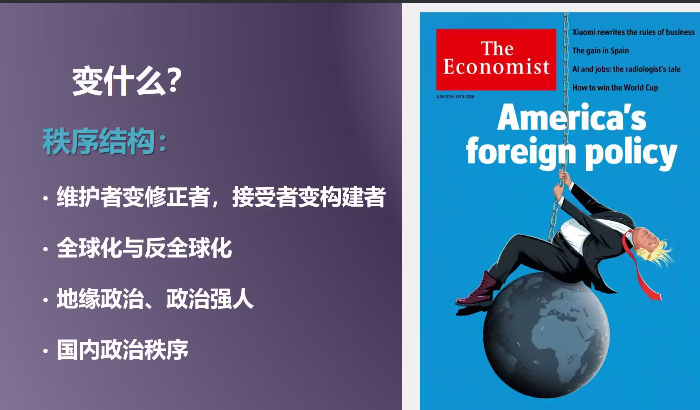 变什么？
秩序结构：
· 维护者变修正者，接受者变构建者
· 全球化与反全球化
· 地缘政治、政治强人
· 国内政治秩序
The
Economist
Xiaomi rewrites the rules of business
The gain in Spain
AI and jobs: the radiologist's tale
How to win the World Cup
America's
foreign policy